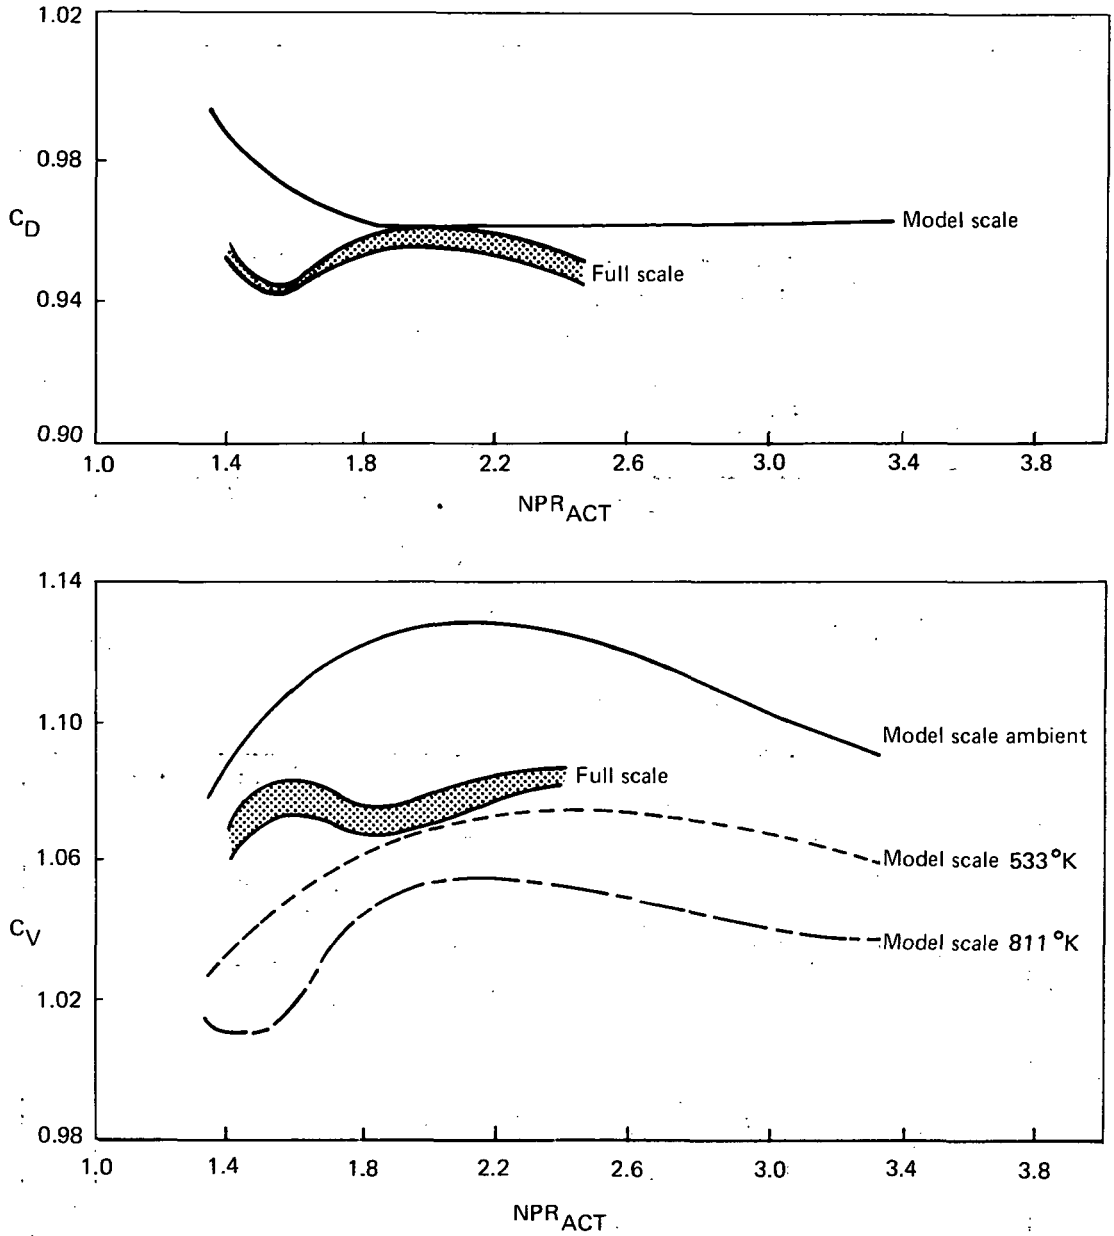 1.02
0.98
C_D
0.94
0.90
Model scale
Full scale
1.0 1.4 1.8 2.2 2.6 3.0 3.4 3.8
NPR_ACT
1.14
1.10
1.06
C_V
1.02
0.98
Model scale ambient
Full scale
Model scale 533°K
Model scale 811°K
1.0 1.4 1.8 2.2 2.6 3.0 3.4 3.8
NPR_ACT